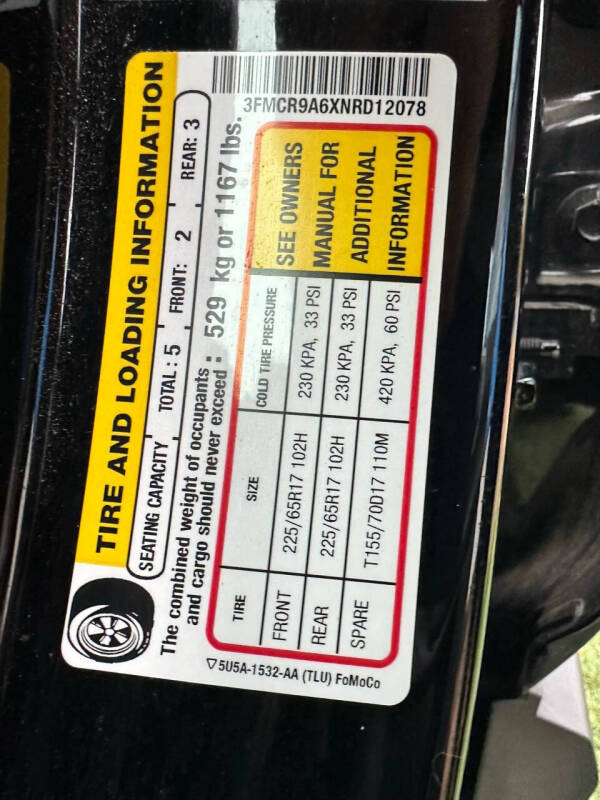 TIRE AND LOADING INFORMATION
SEATING CAPACITY TOTAL : 5 FRONT: 2 REAR: 3
The combined weight of occupants
and cargo should never exceed : 529 kg or 1167 lbs.
3FMCR9A6XNRD12078
TIRE SIZE COLD TIRE PRESSURE
FRONT 225/65R17 102H 230 KPA, 33 PSI
REAR 225/65R17 102H 230 KPA, 33 PSI
SPARE T155/70D17 110M 420 KPA, 60 PSI
SEE OWNERS
MANUAL FOR
ADDITIONAL
INFORMATION
▽5U5A-1532-AA (TLU) FoMoCo